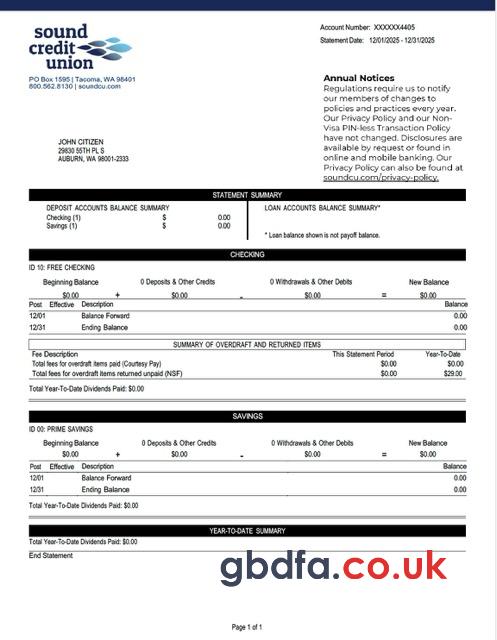 sound
credit
union
PO Box 1595 | Tacoma, WA 98401
800.562.8130 | soundcu.com
Account Number: XXXXXX4405
Statement Date: 12/01/2025 - 12/31/2025
Annual Notices
Regulations require us to notify
our members of changes to
policies and practices every year.
Our Privacy Policy and our Non-
Visa PIN-less Transaction Policy
have not changed. Disclosures are
available by request or found in
online and mobile banking. Our
Privacy Policy can also be found at
soundcu.com/privacy-policy.
JOHN CITIZEN
29830 55TH PL S
AUBURN, WA 98001-2333
STATEMENT SUMMARY
DEPOSIT ACCOUNTS BALANCE SUMMARY
Checking (1) $ 0.00
Savings (1) $ 0.00
LOAN ACCOUNTS BALANCE SUMMARY*
* Loan balance shown is not payoff balance.
CHECKING
ID 10: FREE CHECKING
Beginning Balance 0 Deposits & Other Credits 0 Withdrawals & Other Debits New Balance
$0.00 + $0.00 - $0.00 = $0.00
Post Effective Description Balance
12/01 Balance Forward 0.00
12/31 Ending Balance 0.00
SUMMARY OF OVERDRAFT AND RETURNED ITEMS
Fee Description This Statement Period Year-To-Date
Total fees for overdraft items paid (Courtesy Pay) $0.00 $0.00
Total fees for overdraft items returned unpaid (NSF) $0.00 $29.00
Total Year-To-Date Dividends Paid: $0.00
SAVINGS
ID 00: PRIME SAVINGS
Beginning Balance 0 Deposits & Other Credits 0 Withdrawals & Other Debits New Balance
$0.00 + $0.00 - $0.00 = $0.00
Post Effective Description Balance
12/01 Balance Forward 0.00
12/31 Ending Balance 0.00
Total Year-To-Date Dividends Paid: $0.00
YEAR-TO-DATE SUMMARY
Total Year-To-Date Dividends Paid: $0.00
End Statement
gbdfa.co.uk
Page 1 of 1